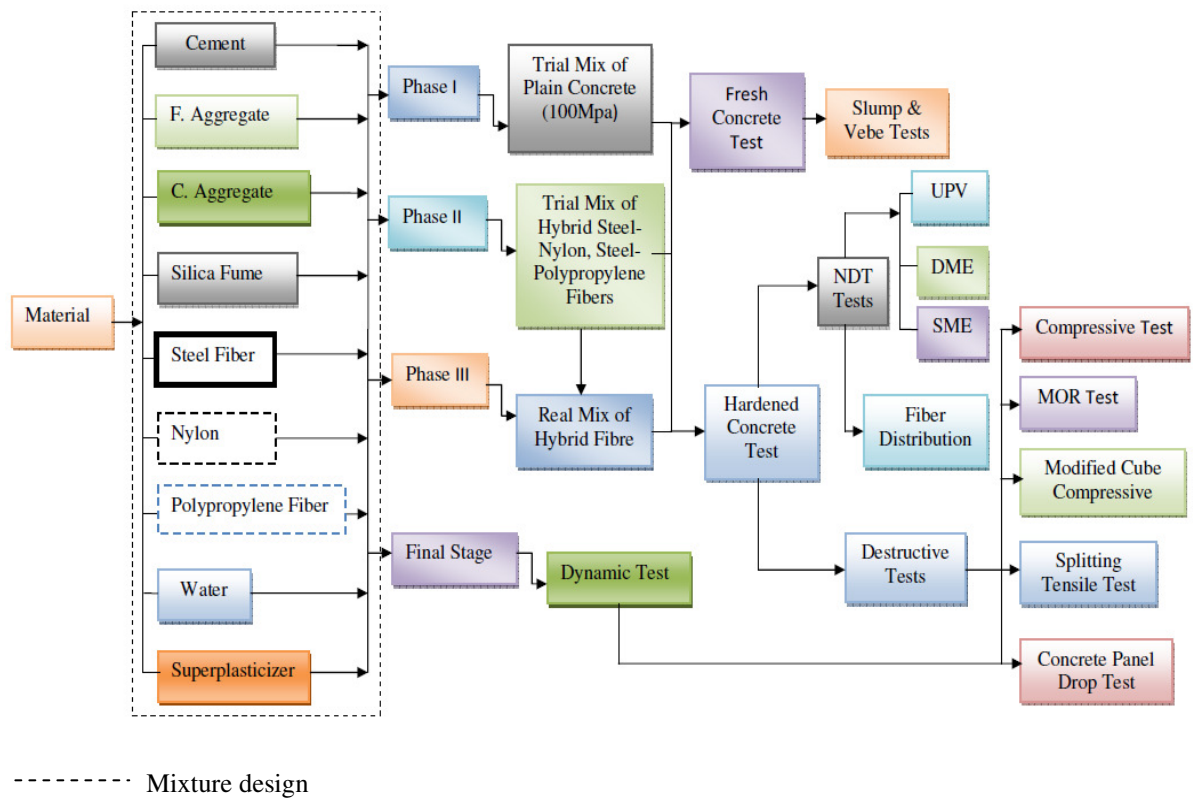 Material
Cement
F. Aggregate
C. Aggregate
Silica Fume
Steel Fiber
Nylon
Polypropylene Fiber
Water
Superplasticizer
Phase I
Phase II
Phase III
Final Stage
Trial Mix of
Plain Concrete
(100Mpa)
Trial Mix of
Hybrid Steel-
Nylon, Steel-
Polypropylene
Fibers
Real Mix of
Hybrid Fibre
Dynamic Test
Fresh
Concrete
Test
Slump &
Vebe Tests
Hardened
Concrete
Test
NDT
Tests
UPV
DME
SME
Fiber
Distribution
Destructive
Tests
Compressive Test
MOR Test
Modified Cube
Compressive
Splitting
Tensile Test
Concrete Panel
Drop Test
Mixture design